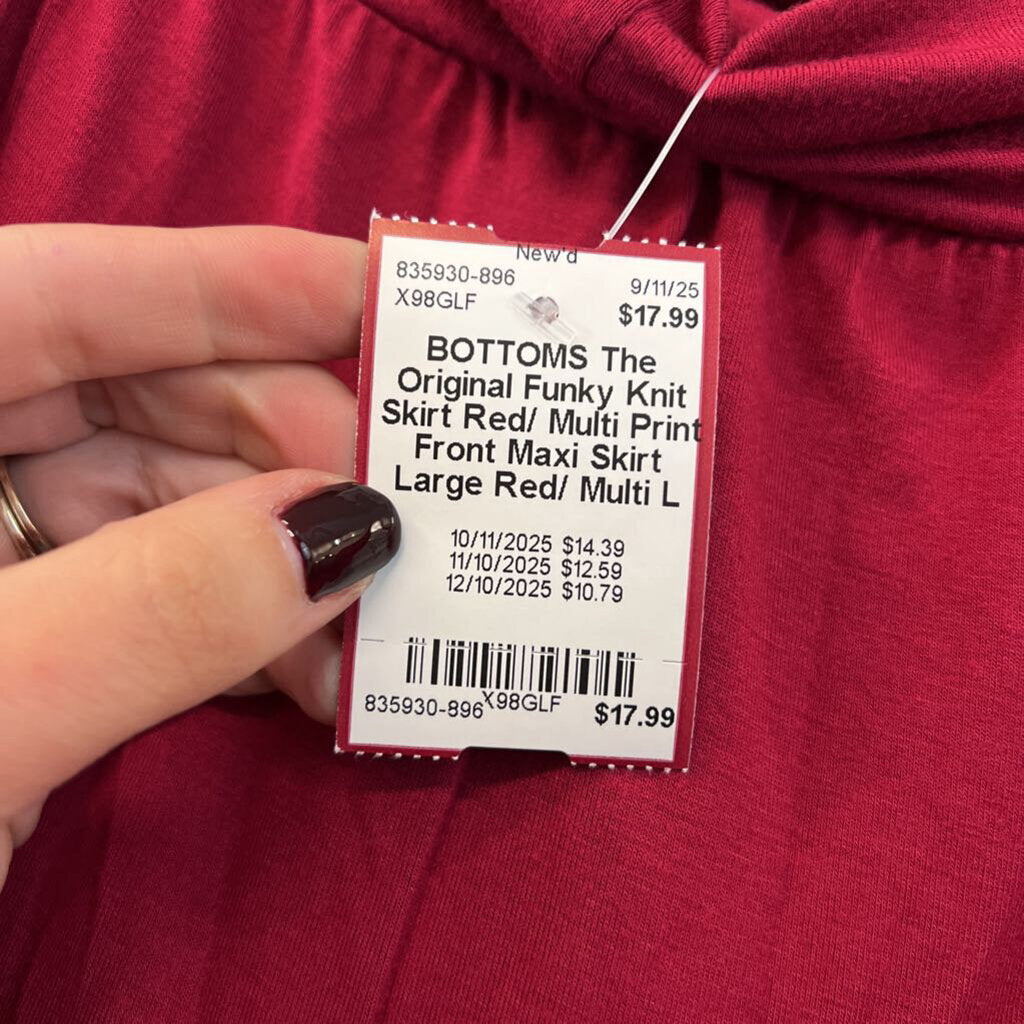 New'd
835930-896
9/11/25
X98GLF
$17.99
BOTTOMS The
Original Funky Knit
Skirt Red/ Multi Print
Front Maxi Skirt
Large Red/ Multi L
10/11/2025 $14.39
11/10/2025 $12.59
12/10/2025 $10.79
835930-896 X98GLF $17.99